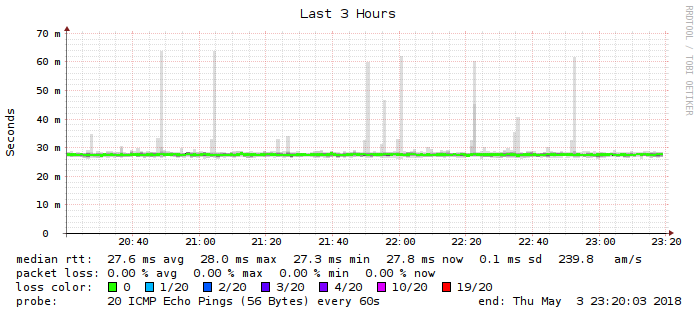 Last 3 Hours
RRDTOOL / TOBI OETIKER
Seconds
70 m
60 m
50 m
40 m
30 m
20 m
10 m
0
20:40 21:00 21:20 21:40 22:00 22:20 22:40 23:00 23:20
median rtt: 27.6 ms avg 28.0 ms max 27.3 ms min 27.8 ms now 0.1 ms sd 239.8 am/s
packet loss: 0.00 % avg 0.00 % max 0.00 % min 0.00 % now
loss color: 0 1/20 2/20 3/20 4/20 10/20 19/20
probe: 20 ICMP Echo Pings (56 Bytes) every 60s end: Thu May 3 23:20:03 2018